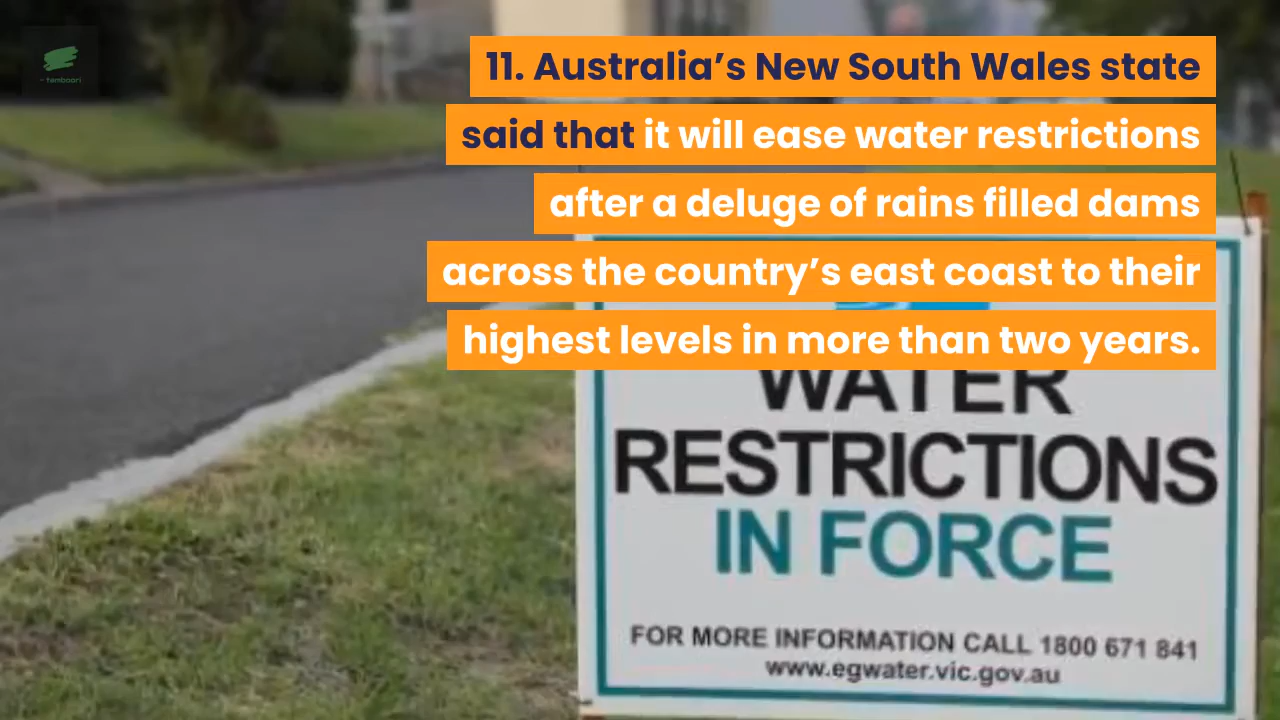 tamboori
11. Australia’s New South Wales state
said that it will ease water restrictions
after a deluge of rains filled dams
across the country’s east coast to their
highest levels in more than two years.
WATER
RESTRICTIONS
IN FORCE
FOR MORE INFORMATION CALL 1800 671 841
www.egwater.vic.gov.au